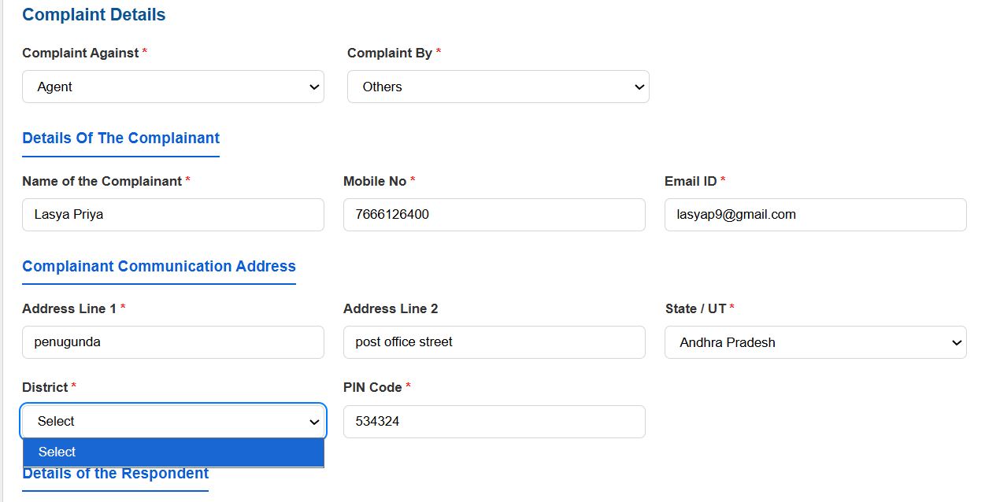 Complaint Details
Complaint Against * Complaint By *
Agent Others
Details Of The Complainant
Name of the Complainant * Mobile No * Email ID *
Lasya Priya 7666126400 lasyap9@gmail.com
Complainant Communication Address
Address Line 1 * Address Line 2 State / UT *
penugunda post office street Andhra Pradesh
District * PIN Code *
Select 534324
Select
Details of the Respondent